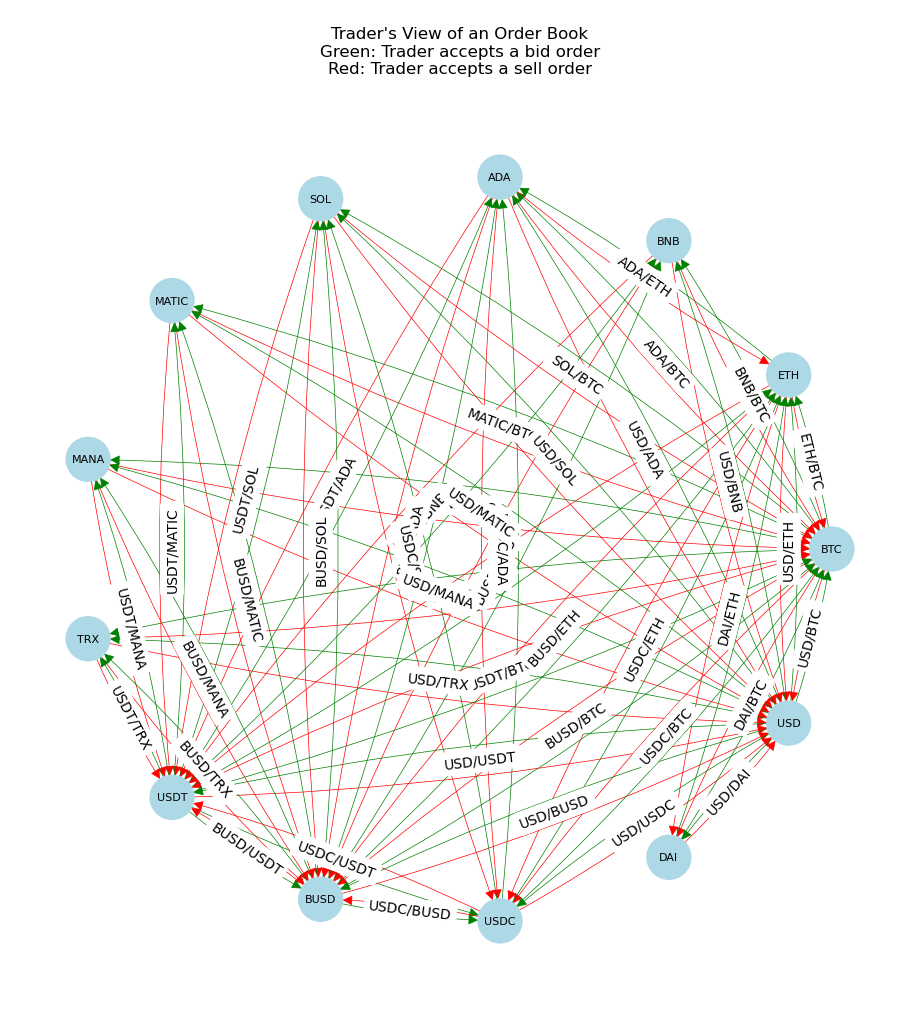 Trader's View of an Order Book
Green: Trader accepts a bid order
Red: Trader accepts a sell order
ADA
SOL
BNB
ADA/ETH
MATIC
SOL/BTC
ADA/BTC
ETH
BNB/BTC
MATIC/BTC
USD/SOL
USD/ADA
MANA
ETH/BTC
USD/BNB
USDT/SOL
USD/MATIC
USDT/MATIC
BUSD/SOL
USD/ETH
BTC
BUSD/MATIC
USD/MANA
DAI/ETH
USDT/MANA
TRX
BUSD/ETH
USDC/ETH
USD/BTC
BUSD/MANA
USD/TRX
USDT/TRX
DAI/BTC
BUSD/BTC
USDC/BTC
USD
USD/USDT
BUSD/TRX
USDT
USD/DAI
USD/BUSD
USD/USDC
BUSD/USDT
USDC/USDT
DAI
BUSD
USDC/BUSD
USDC